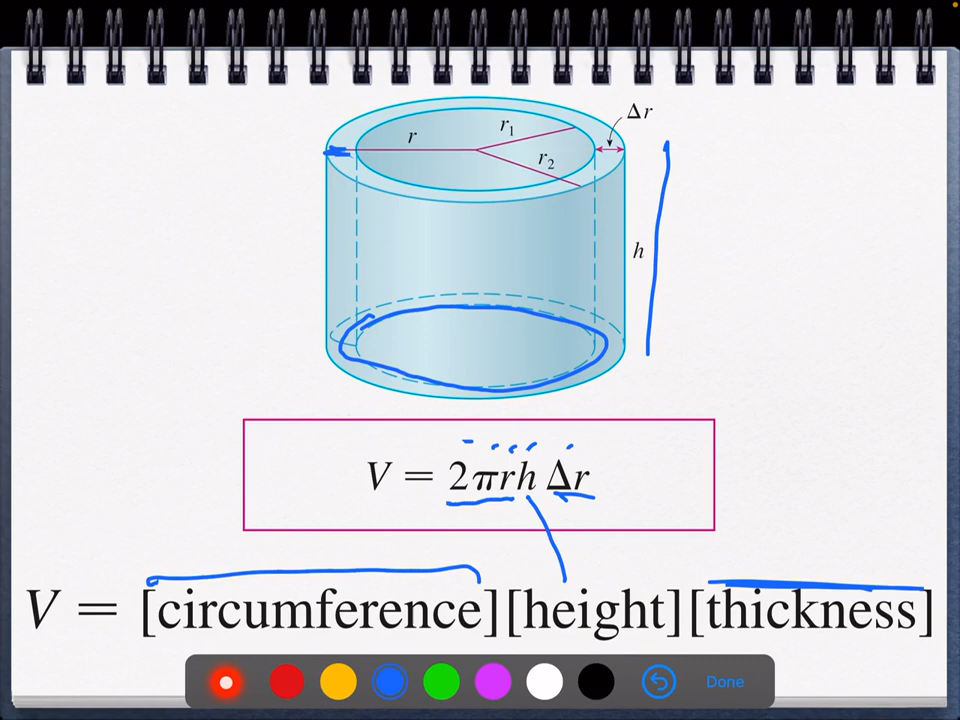 Δr
r r₁
r₂
h
V = 2πrh Δr
V = [circumference][height][thickness]
Done